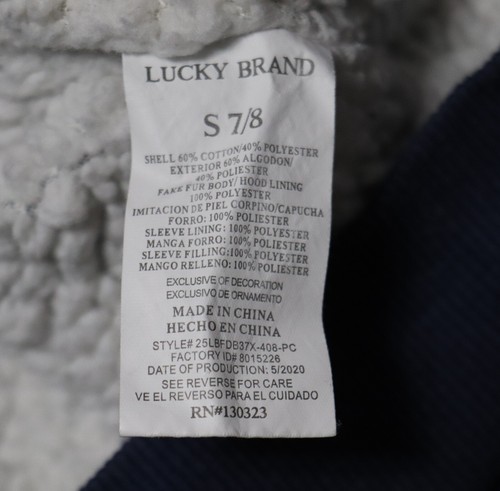 LUCKY BRAND
S 7/8
SHELL 60% COTTON/40% POLYESTER
EXTERIOR 60% ALGODON/
40% POLIESTER
FAKE FUR BODY/ HOOD LINING
100% POLYESTER
IMITACION DE PIEL CORPINO/CAPUCHA
FORRO: 100% POLIESTER
SLEEVE LINING: 100% POLYESTER
MANGA FORRO: 100% POLIESTER
SLEEVE FILLING:100% POLYESTER
MANGO RELLENO: 100% POLIESTER
EXCLUSIVE OF DECORATION
EXCLUSIVO DE ORNAMENTO
MADE IN CHINA
HECHO EN CHINA
STYLE# 25LBFDB37X-408-PC
FACTORY ID# 8015226
DATE OF PRODUCTION: 5/2020
SEE REVERSE FOR CARE
VE EL REVERSO PARA EL CUIDADO
RN#130323